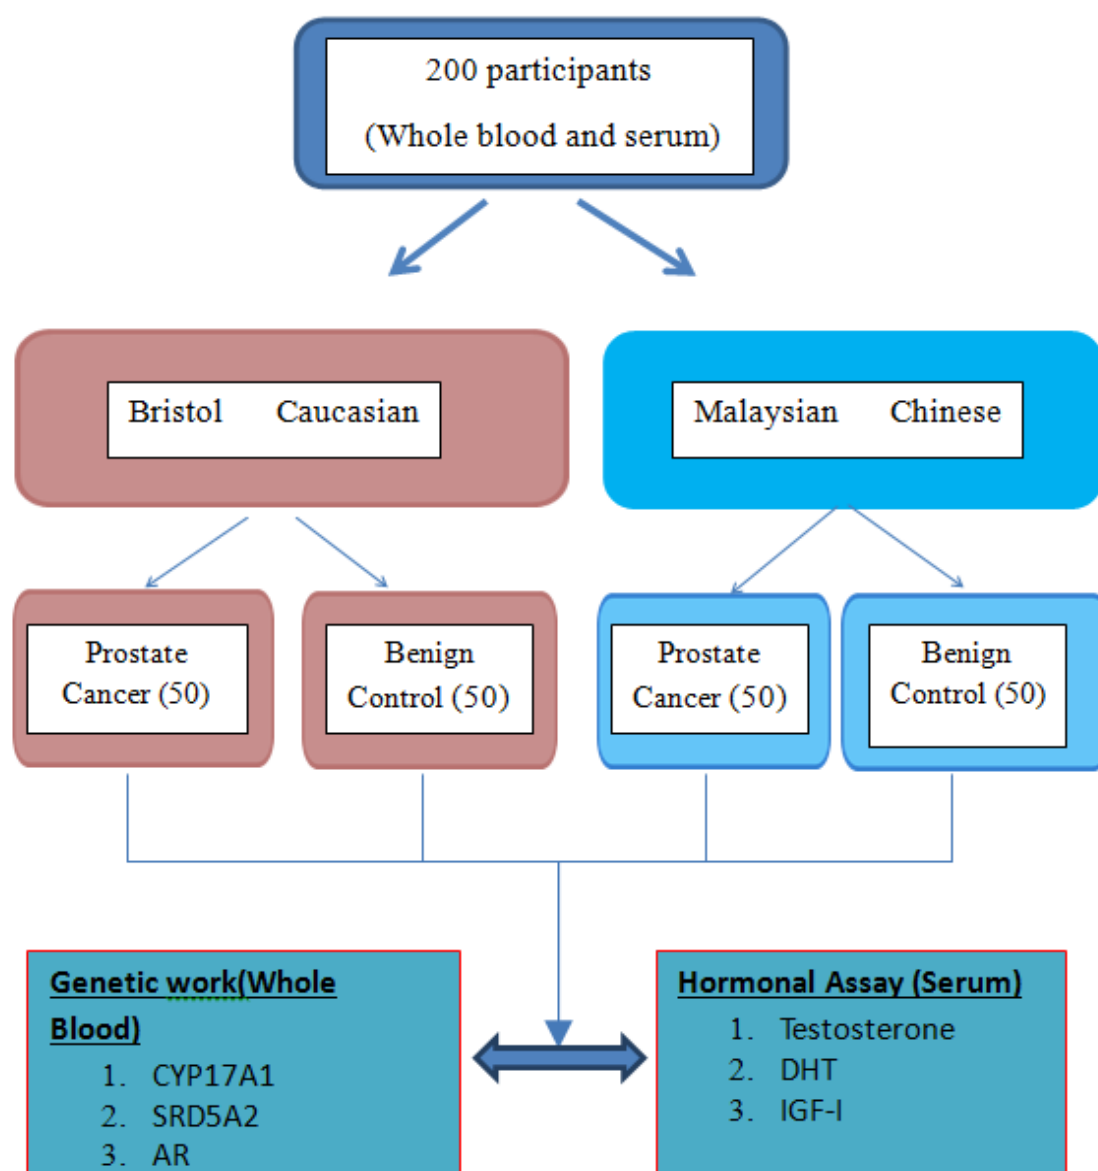 200 participants
(Whole blood and serum)
Bristol Caucasian
Malaysian Chinese
Prostate
Cancer (50)
Benign
Control (50)
Prostate
Cancer (50)
Benign
Control (50)
Genetic work(Whole
Blood)
1. CYP17A1
2. SRD5A2
3. AR
Hormonal Assay (Serum)
1. Testosterone
2. DHT
3. IGF-I